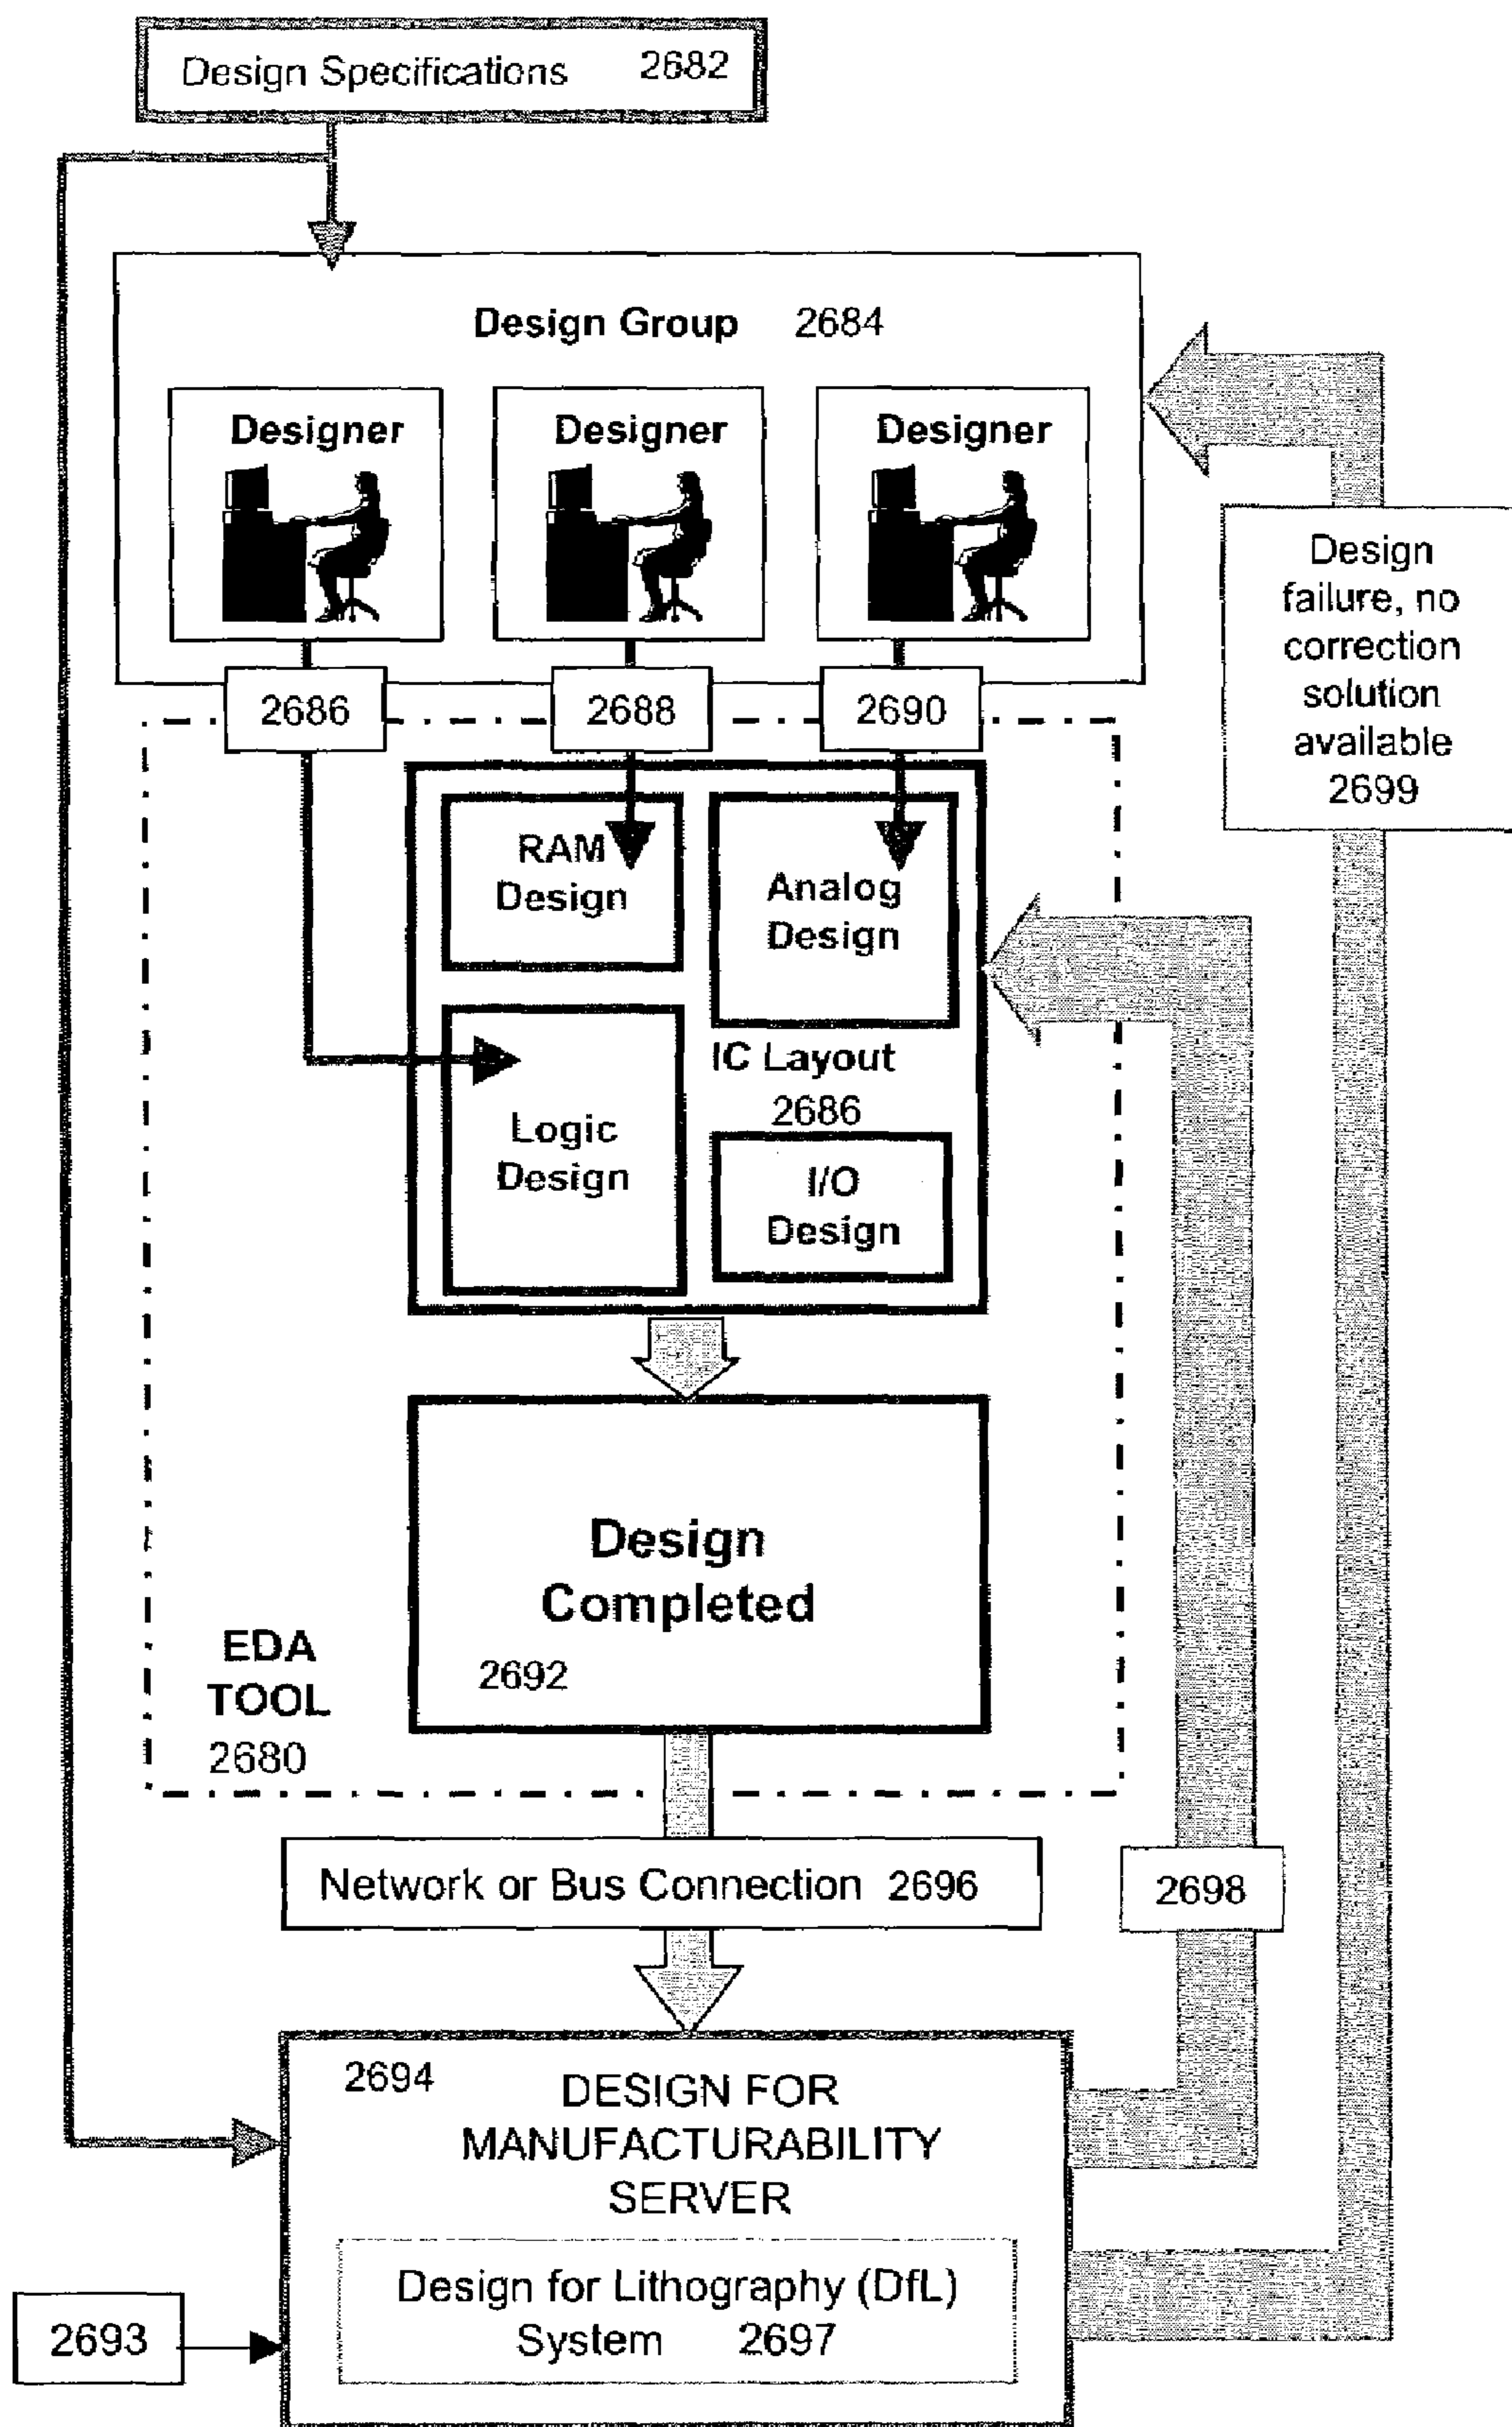 Design Specifications 2682
Design Group 2684
Designer
Designer
Designer
2686
2688
2690
Design
failure, no
correction
solution
available
2699
RAM
Design
Analog
Design
IC Layout
2686
Logic
Design
I/O
Design
Design
Completed
2692
EDA
TOOL
2680
Network or Bus Connection 2696
2698
2694
DESIGN FOR
MANUFACTURABILITY
SERVER
Design for Lithography (DfL)
System 2697
2693